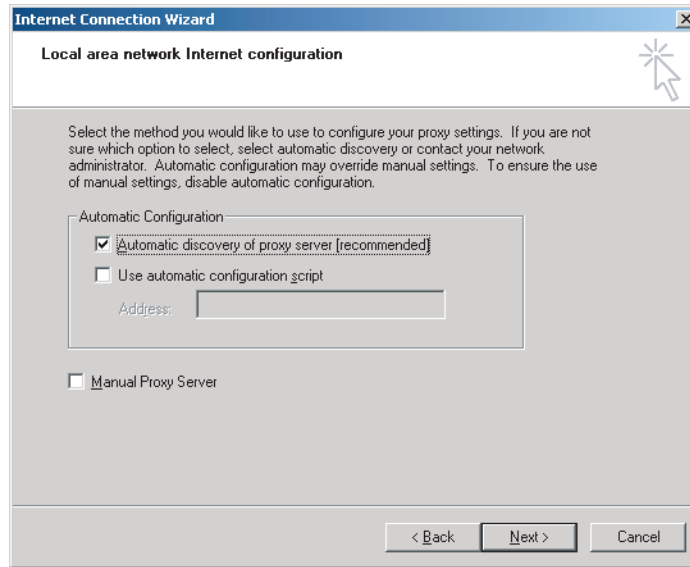 Internet Connection Wizard
Local area network Internet configuration
Select the method you would like to use to configure your proxy settings. If you are not
sure which option to select, select automatic discovery or contact your network
administrator. Automatic configuration may override manual settings. To ensure the use
of manual settings, disable automatic configuration.
Automatic Configuration
Automatic discovery of proxy server [recommended]
Use automatic configuration script
Address:
Manual Proxy Server
< Back Next > Cancel